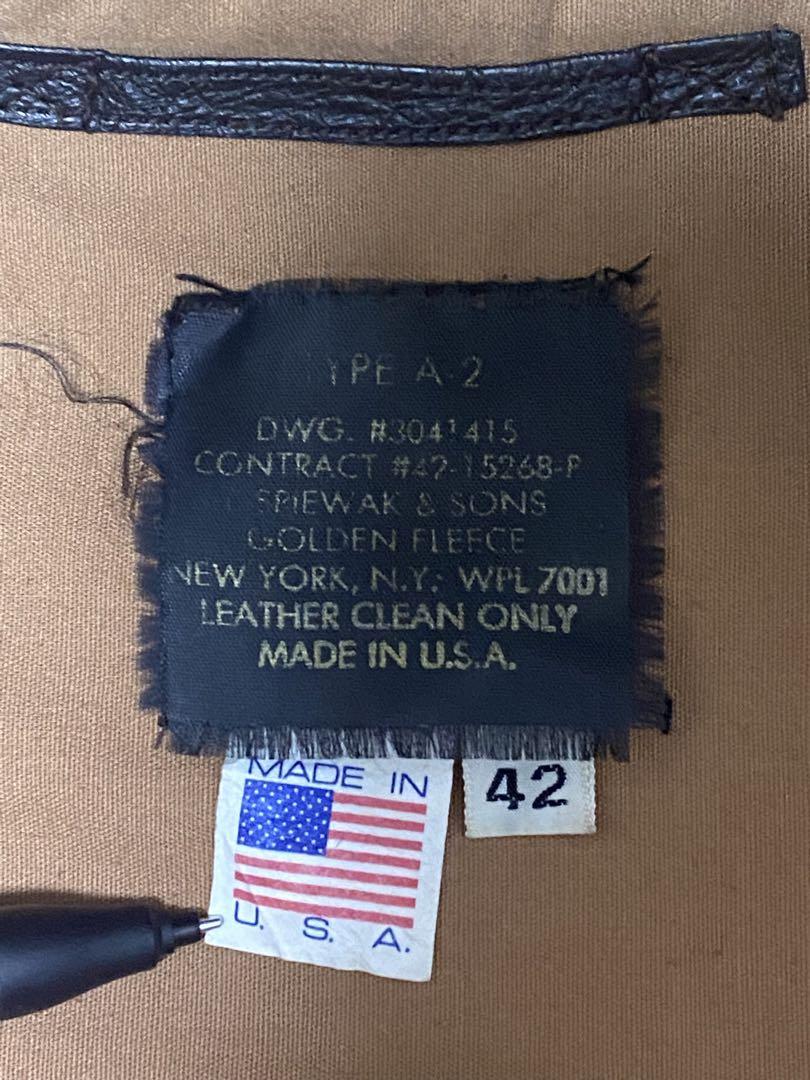 TYPE A-2
DWG. #3041415
CONTRACT #42-15268-P
I. SPIEWAK & SONS
GOLDEN FLEECE
NEW YORK, N.Y. WPL 7001
LEATHER CLEAN ONLY
MADE IN U.S.A.
MADE IN
U. S. A.
42